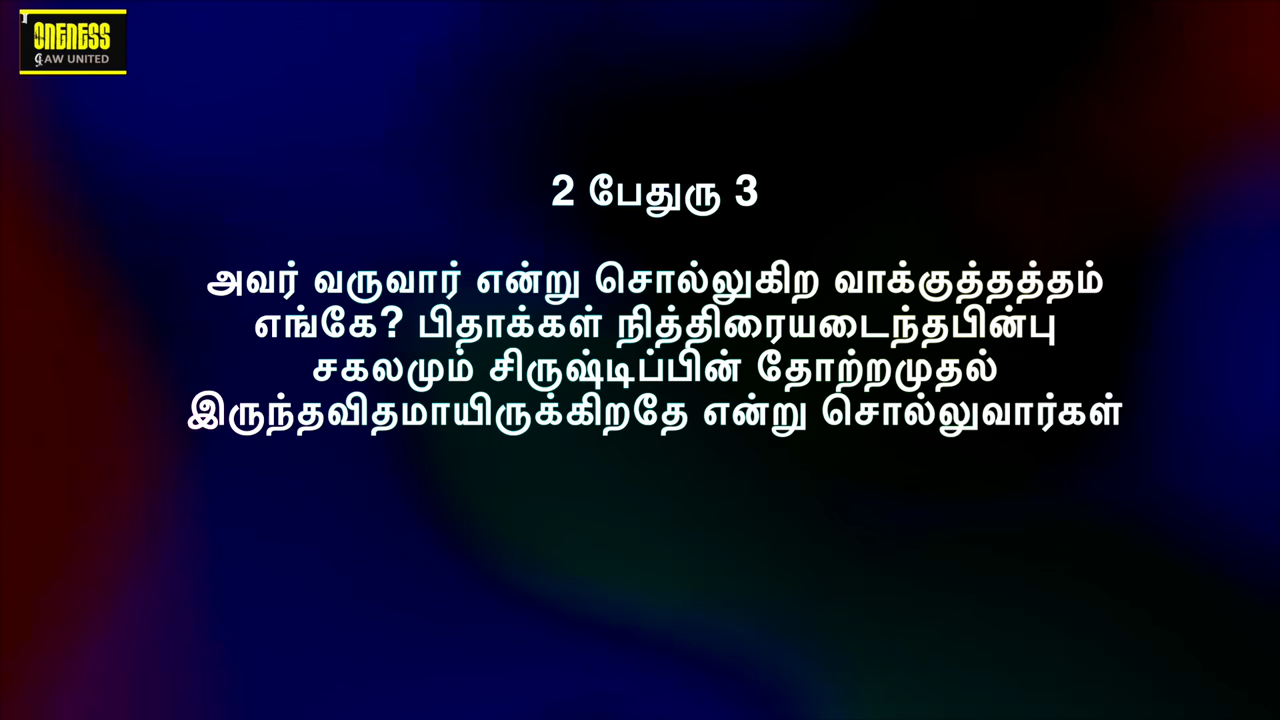 ONENESS
LAW UNITED
2 பேதுரு 3
அவர் வருவார் என்று சொல்லுகிற வாக்குத்தத்தம்
எங்கே? பிதாக்கள் நித்திரையடைந்தபின்பு
சகலமும் சிருஷ்டிப்பின் தோற்றமுதல்
இருந்தவிதமாயிருக்கிறதே என்று சொல்லுவார்கள்